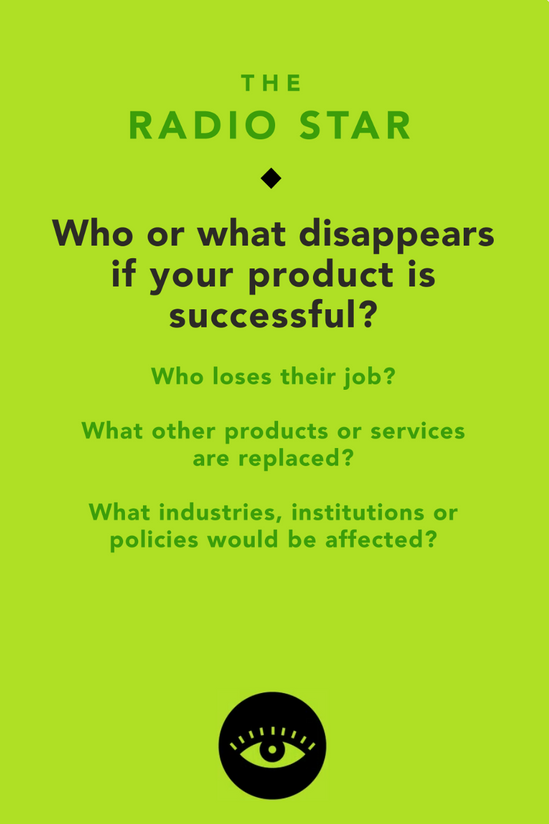 THE
RADIO STAR
Who or what disappears
if your product is
successful?
Who loses their job?
What other products or services
are replaced?
What industries, institutions or
policies would be affected?